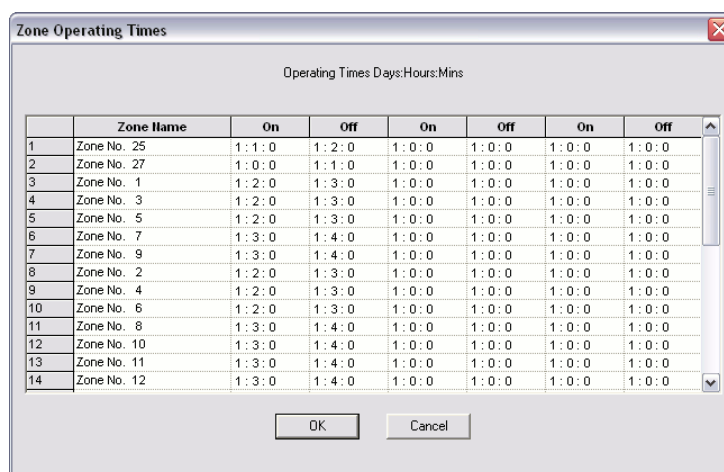 Zone Operating Times
Operating Times Days:Hours:Mins
Zone Name On Off On Off On Off
1 Zone No. 25 1 : 1 : 0 1 : 2 : 0 1 : 0 : 0 1 : 0 : 0 1 : 0 : 0 1 : 0 : 0
2 Zone No. 27 1 : 0 : 0 1 : 1 : 0 1 : 0 : 0 1 : 0 : 0 1 : 0 : 0 1 : 0 : 0
3 Zone No. 1 1 : 2 : 0 1 : 3 : 0 1 : 0 : 0 1 : 0 : 0 1 : 0 : 0 1 : 0 : 0
4 Zone No. 3 1 : 2 : 0 1 : 3 : 0 1 : 0 : 0 1 : 0 : 0 1 : 0 : 0 1 : 0 : 0
5 Zone No. 5 1 : 2 : 0 1 : 3 : 0 1 : 0 : 0 1 : 0 : 0 1 : 0 : 0 1 : 0 : 0
6 Zone No. 7 1 : 3 : 0 1 : 4 : 0 1 : 0 : 0 1 : 0 : 0 1 : 0 : 0 1 : 0 : 0
7 Zone No. 9 1 : 3 : 0 1 : 4 : 0 1 : 0 : 0 1 : 0 : 0 1 : 0 : 0 1 : 0 : 0
8 Zone No. 2 1 : 2 : 0 1 : 3 : 0 1 : 0 : 0 1 : 0 : 0 1 : 0 : 0 1 : 0 : 0
9 Zone No. 4 1 : 2 : 0 1 : 3 : 0 1 : 0 : 0 1 : 0 : 0 1 : 0 : 0 1 : 0 : 0
10 Zone No. 6 1 : 2 : 0 1 : 3 : 0 1 : 0 : 0 1 : 0 : 0 1 : 0 : 0 1 : 0 : 0
11 Zone No. 8 1 : 3 : 0 1 : 4 : 0 1 : 0 : 0 1 : 0 : 0 1 : 0 : 0 1 : 0 : 0
12 Zone No. 10 1 : 3 : 0 1 : 4 : 0 1 : 0 : 0 1 : 0 : 0 1 : 0 : 0 1 : 0 : 0
13 Zone No. 11 1 : 3 : 0 1 : 4 : 0 1 : 0 : 0 1 : 0 : 0 1 : 0 : 0 1 : 0 : 0
14 Zone No. 12 1 : 3 : 0 1 : 4 : 0 1 : 0 : 0 1 : 0 : 0 1 : 0 : 0 1 : 0 : 0
OK Cancel